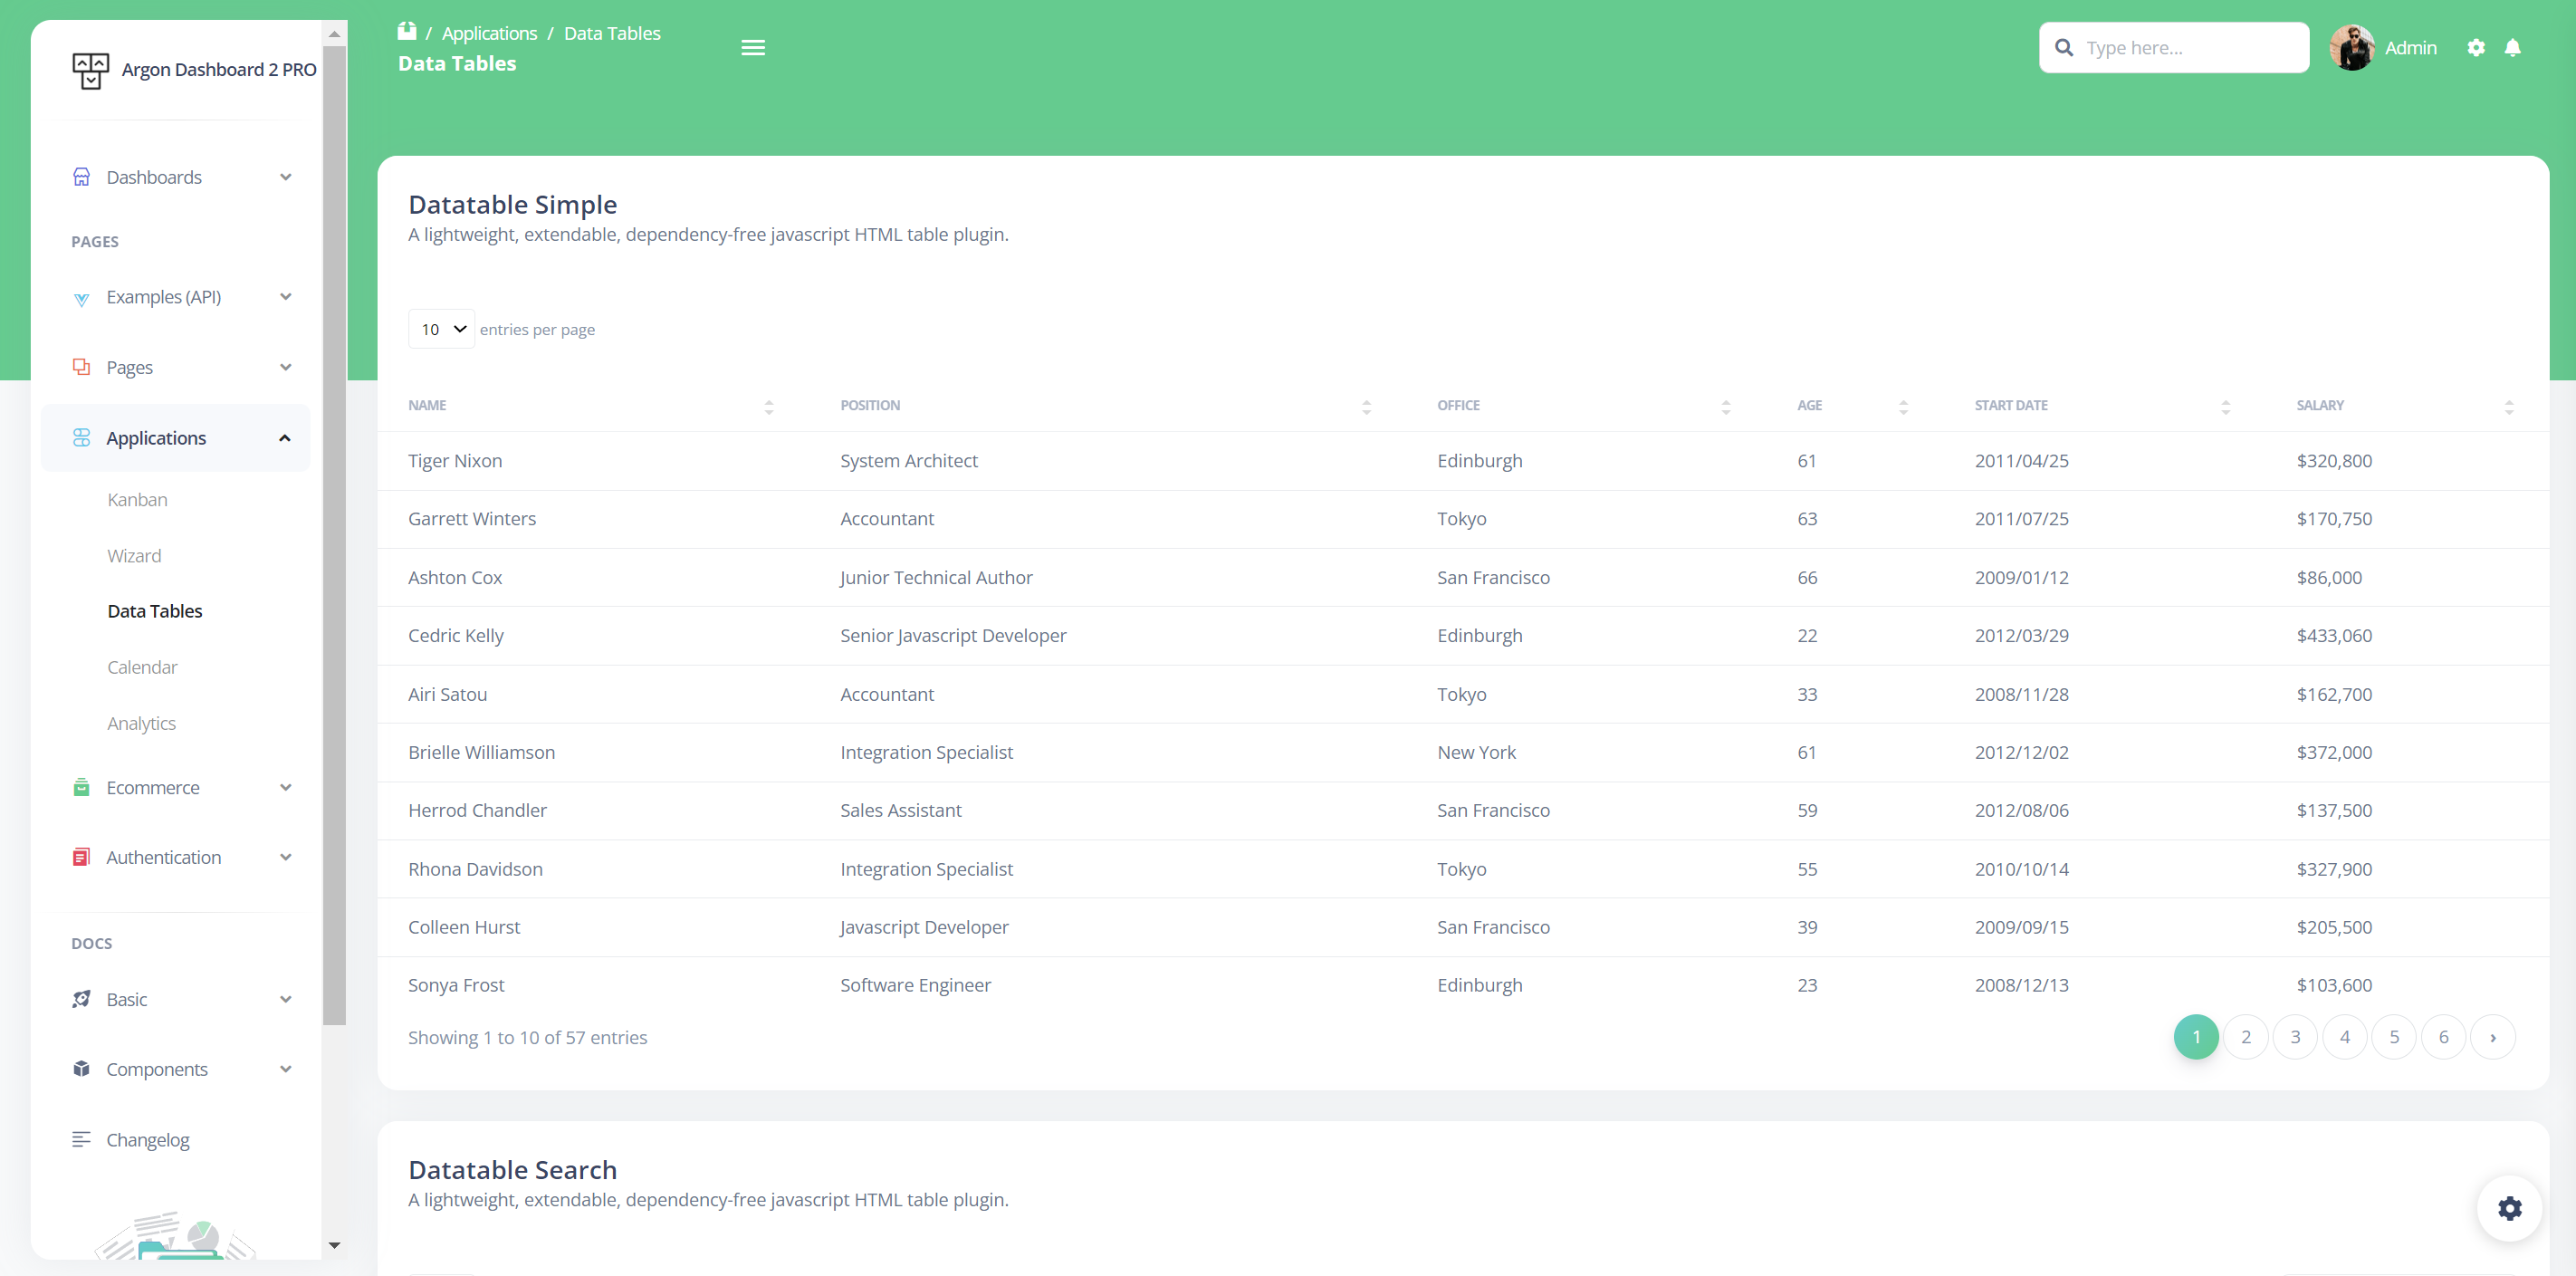 Argon Dashboard 2 PRO
Dashboards
PAGES
Examples (API)
Pages
Applications
Kanban
Wizard
Data Tables
Calendar
Analytics
Ecommerce
Authentication
DOCS
Basic
Components
Changelog
/ Applications / Data Tables
Data Tables
Type here...
Admin
Datatable Simple
A lightweight, extendable, dependency-free javascript HTML table plugin.
10 entries per page
NAME POSITION OFFICE AGE START DATE SALARY
Tiger Nixon System Architect Edinburgh 61 2011/04/25 $320,800
Garrett Winters Accountant Tokyo 63 2011/07/25 $170,750
Ashton Cox Junior Technical Author San Francisco 66 2009/01/12 $86,000
Cedric Kelly Senior Javascript Developer Edinburgh 22 2012/03/29 $433,060
Airi Satou Accountant Tokyo 33 2008/11/28 $162,700
Brielle Williamson Integration Specialist New York 61 2012/12/02 $372,000
Herrod Chandler Sales Assistant San Francisco 59 2012/08/06 $137,500
Rhona Davidson Integration Specialist Tokyo 55 2010/10/14 $327,900
Colleen Hurst Javascript Developer San Francisco 39 2009/09/15 $205,500
Sonya Frost Software Engineer Edinburgh 23 2008/12/13 $103,600
Showing 1 to 10 of 57 entries
1 2 3 4 5 6 ›
Datatable Search
A lightweight, extendable, dependency-free javascript HTML table plugin.